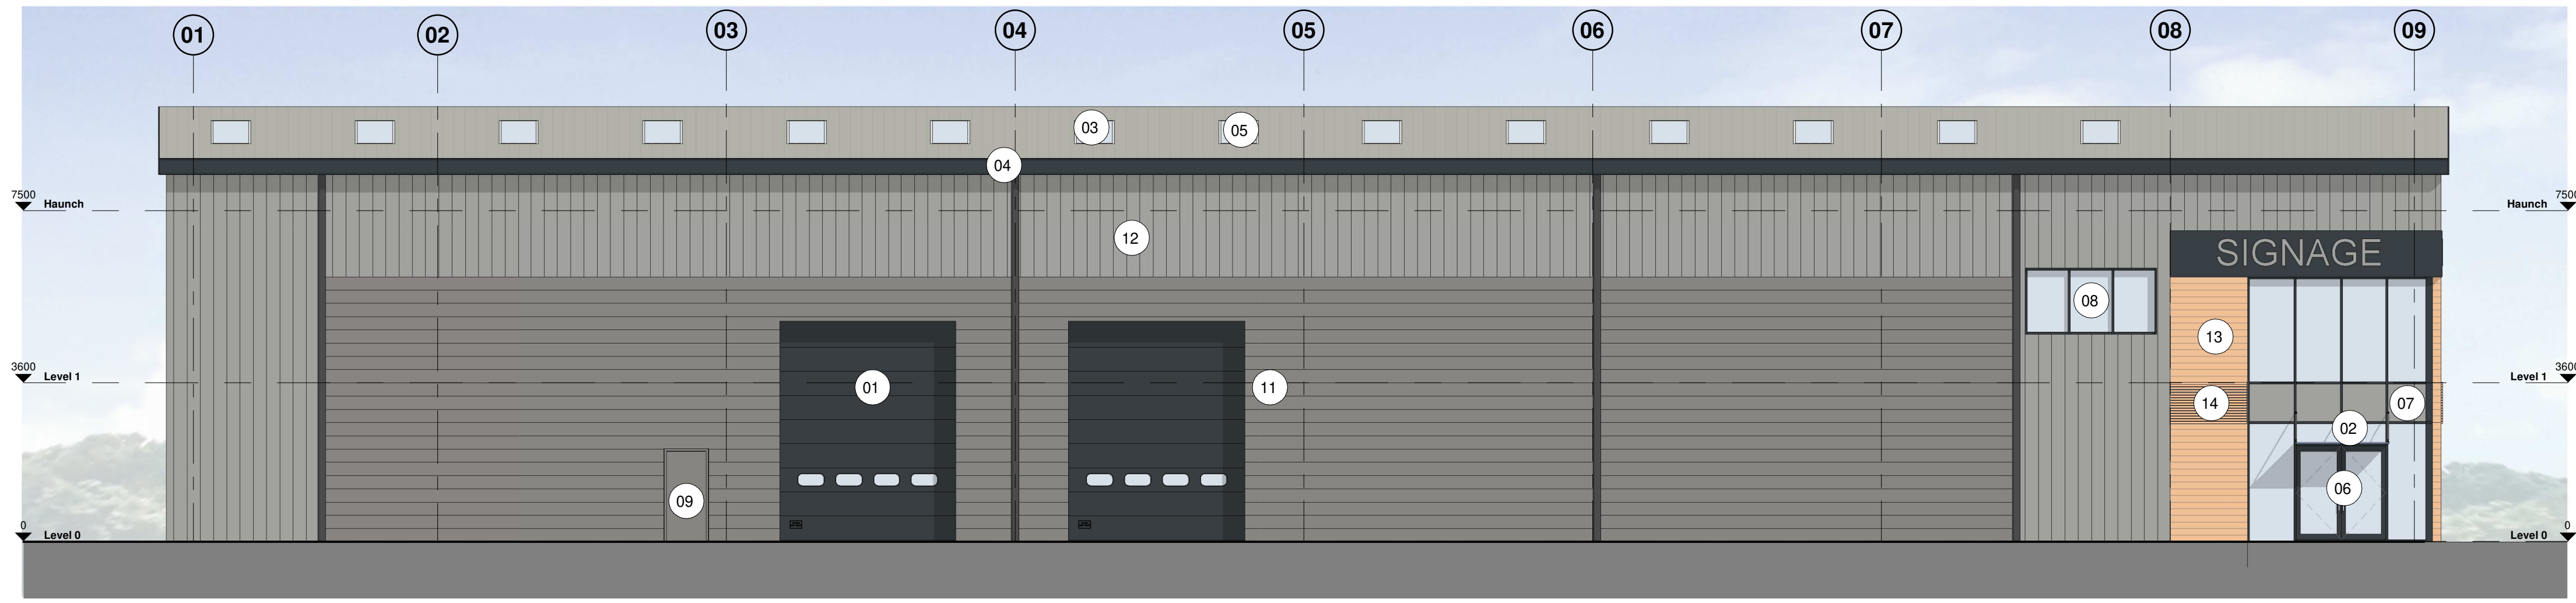 01 02 03 04 05 06 07 08 09
03 05
04
7500 Haunch Haunch 7500
12
SIGNAGE
08
13
3600 Level 1 Level 1 3600
01 11
14 07
02
09 06
0 Level 0 Level 0 0